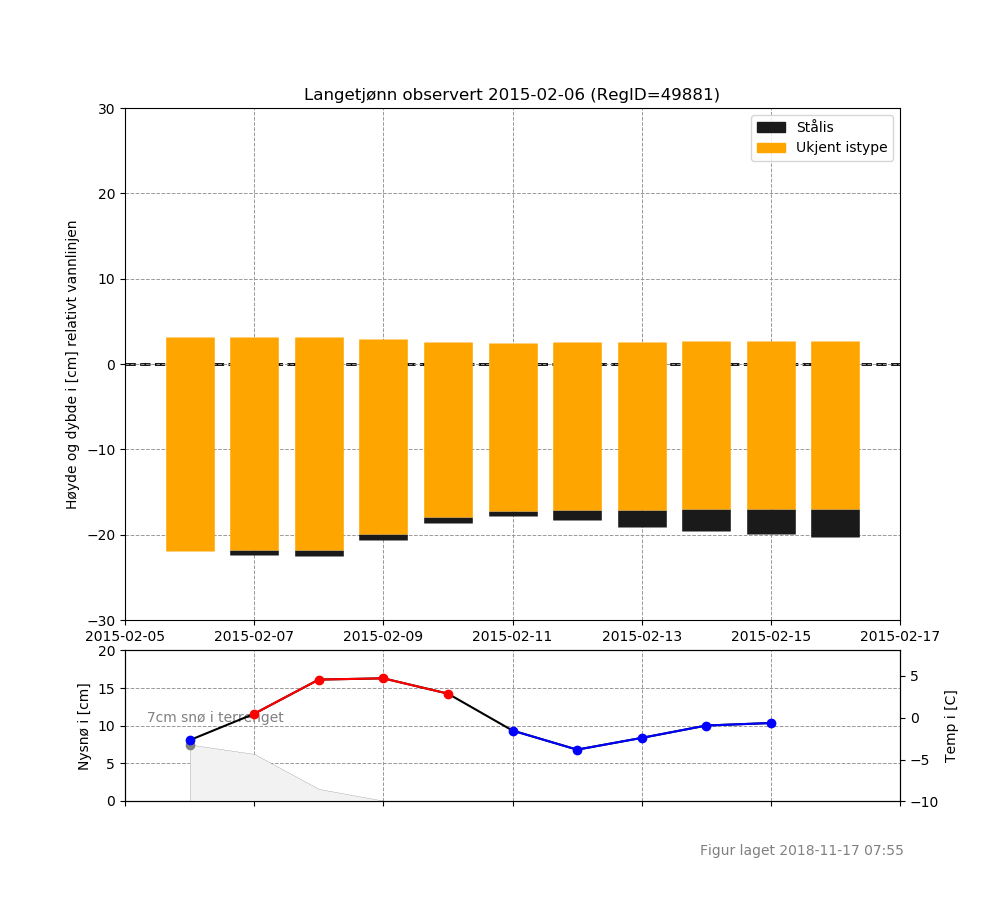 Langetjønn observert 2015-02-06 (RegID=49881)
Høyde og dybde i [cm] relativt vannlinjen
30
20
10
0
−10
−20
−30
Stålis
Ukjent istype
2015-02-05 2015-02-07 2015-02-09 2015-02-11 2015-02-13 2015-02-15 2015-02-17
Nysnø i [cm]
20
15
10
5
0
7cm snø i terrenget
5
0
−5
−10
Temp i [C]
Figur laget 2018-11-17 07:55